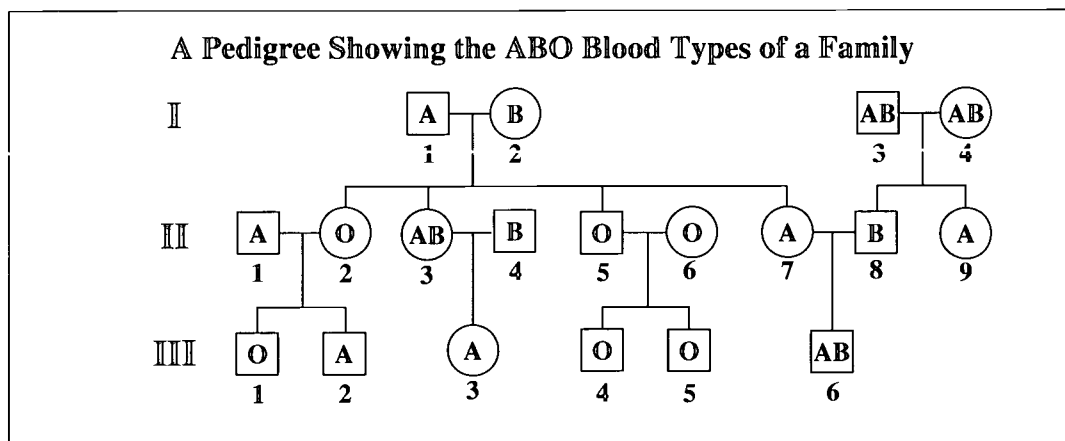 A Pedigree Showing the ABO Blood Types of a Family
I A B AB AB
1 2 3 4
II A O AB B O O A B A
1 2 3 4 5 6 7 8 9
III O A A O O AB
1 2 3 4 5 6